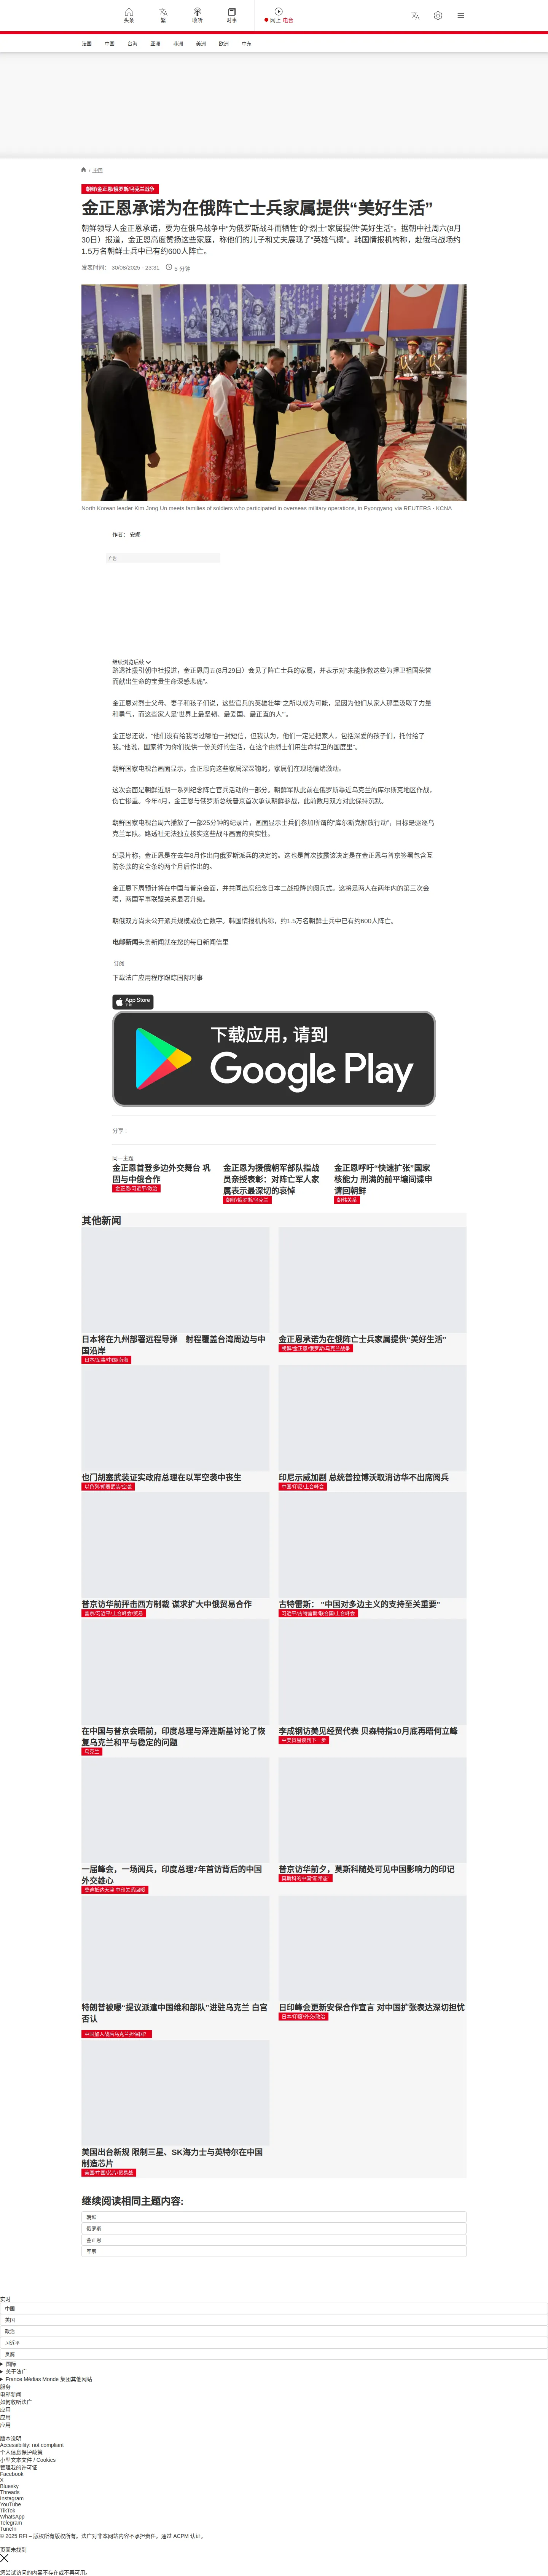 头条
繁
收听
时事
网上 电台
法国
中国
台海
亚洲
非洲
美洲
欧洲
中东
/ 中国
朝鲜/金正恩/俄罗斯/乌克兰战争
金正恩承诺为在俄阵亡士兵家属提供“美好生活”
朝鲜领导人金正恩承诺，要为在俄乌战争中“为俄罗斯战斗而牺牲”的“烈士”家属提供“美好生活”。据朝中社周六(8月
30日）报道，金正恩高度赞扬这些家庭，称他们的儿子和丈夫展现了“英雄气概”。韩国情报机构称，赴俄乌战场约
1.5万名朝鲜士兵中已有约600人阵亡。
发表时间： 30/08/2025 - 23:31 5 分钟
North Korean leader Kim Jong Un meets families of soldiers who participated in overseas military operations, in Pyongyang via REUTERS - KCNA
作者： 安娜
广告
继续浏览后续
路透社援引朝中社报道，金正恩周五(8月29日）会见了阵亡士兵的家属，并表示对“未能挽救这些为捍卫祖国荣誉
而献出生命的宝贵生命深感悲痛”。
金正恩对烈士父母、妻子和孩子们说，这些官兵的英雄壮举“之所以成为可能，是因为他们从家人那里汲取了力量
和勇气，而这些家人是‘世界上最坚韧、最爱国、最正直的人’”。
金正恩还说，“他们没有给我写过哪怕一封短信，但我认为，他们一定是把家人，包括深爱的孩子们，托付给了
我。”他说，国家将“为你们提供一份美好的生活，在这个由烈士们用生命捍卫的国度里”。
朝鲜国家电视台画面显示，金正恩向这些家属深深鞠躬，家属们在现场情绪激动。
这次会面是朝鲜近期一系列纪念阵亡官兵活动的一部分。朝鲜军队此前在俄罗斯靠近乌克兰的库尔斯克地区作战，
伤亡惨重。今年4月，金正恩与俄罗斯总统普京首次承认朝鲜参战，此前数月双方对此保持沉默。
朝鲜国家电视台周六播放了一部25分钟的纪录片，画面显示士兵们参加所谓的“库尔斯克解放行动”，目标是驱逐乌
克兰军队。路透社无法独立核实这些战斗画面的真实性。
纪录片称，金正恩是在去年8月作出向俄罗斯派兵的决定的。这也是首次披露该决定是在金正恩与普京签署包含互
防条款的安全条约两个月后作出的。
金正恩下周预计将在中国与普京会面，并共同出席纪念日本二战投降的阅兵式。这将是两人在两年内的第三次会
晤，两国军事联盟关系显著升级。
朝俄双方尚未公开派兵规模或伤亡数字。韩国情报机构称，约1.5万名朝鲜士兵中已有约600人阵亡。
电邮新闻头条新闻就在您的每日新闻信里
订阅
下载法广应用程序跟踪国际时事
App Store
下载
下载应用，请到
Google Play
分享 :
同一主题
金正恩首登多边外交舞台 巩
固与中俄合作
金正恩/习近平/政治
金正恩为援俄朝军部队指战
员亲授表彰：对阵亡军人家
属表示最深切的哀悼
朝鲜/俄罗斯/乌克兰
金正恩呼吁“快速扩张”国家
核能力 刑满的前平壤间谍申
请回朝鲜
朝韩关系
其他新闻
日本将在九州部署远程导弹　射程覆盖台湾周边与中
国沿岸
日本/军事/中国/南海
金正恩承诺为在俄阵亡士兵家属提供“美好生活”
朝鲜/金正恩/俄罗斯/乌克兰战争
也门胡塞武装证实政府总理在以军空袭中丧生
以色列/胡塞武装/空袭
印尼示威加剧 总统普拉博沃取消访华不出席阅兵
中国/印尼/上合峰会
普京访华前抨击西方制裁 谋求扩大中俄贸易合作
普京/习近平/上合峰会/贸易
古特雷斯： “中国对多边主义的支持至关重要”
习近平/古特雷斯/联合国/上合峰会
在中国与普京会晤前，印度总理与泽连斯基讨论了恢
复乌克兰和平与稳定的问题
乌克兰
李成钢访美见经贸代表 贝森特指10月底再晤何立峰
中美贸易谈判下一步
一届峰会，一场阅兵，印度总理7年首访背后的中国
外交雄心
莫迪抵达天津 中印关系回暖
普京访华前夕，莫斯科随处可见中国影响力的印记
莫斯科的中国“新常态”
特朗普被曝“提议派遣中国维和部队”进驻乌克兰 白宫
否认
中国加入战后乌克兰担保国？
日印峰会更新安保合作宣言 对中国扩张表达深切担忧
日本/印度/外交/政治
美国出台新规 限制三星、SK海力士与英特尔在中国
制造芯片
美国/中国/芯片/贸易战
继续阅读相同主题内容:
朝鲜
俄罗斯
金正恩
军事
实时
中国
美国
政治
习近平
贪腐
国际
关于法广
France Médias Monde 集团其他网站
服务
电邮新闻
如何收听法广
应用
应用
应用
版本说明
Accessibility: not compliant
个人信息保护政策
小型文本文件 / Cookies
管理我的许可证
Facebook
X
Bluesky
Threads
Instagram
YouTube
TikTok
WhatsApp
Telegram
TuneIn
© 2025 RFI – 版权所有版权所有。法广对非本网站内容不承担责任。通过 ACPM 认证。
页面未找到
您尝试访问的内容不存在或不再可用。